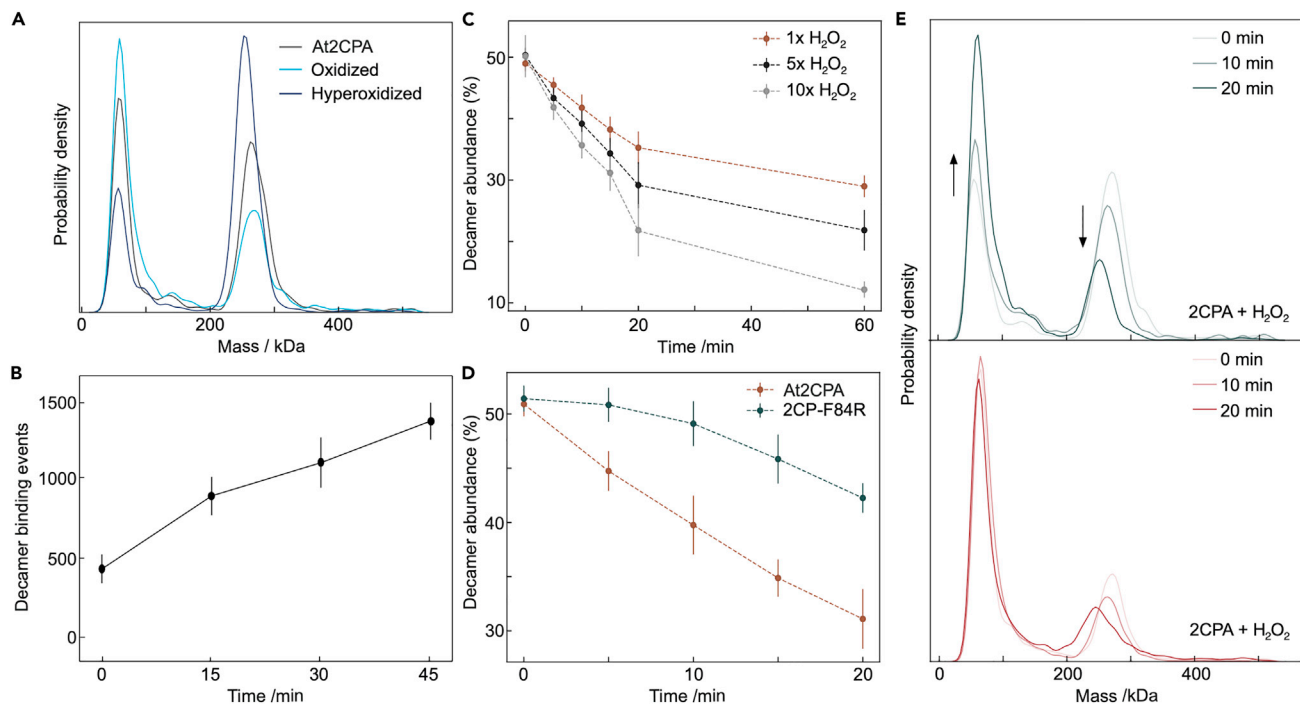 A
At2CPA
Oxidized
Hyperoxidized
Probability density
0
200
400
Mass / kDa
B
Decamer binding events
1500
1000
500
0
0
15
30
45
Time /min
C
1x H₂O₂
5x H₂O₂
10x H₂O₂
Decamer abundance (%)
50
30
10
0
20
40
60
Time /min
D
At2CPA
2CP-F84R
Decamer abundance (%)
50
40
30
0
5
10
15
20
Time /min
E
0 min
10 min
20 min
2CPA + H₂O₂
Probability density
0 min
10 min
20 min
2CPA + H₂O₂
0
200
400
Mass /kDa